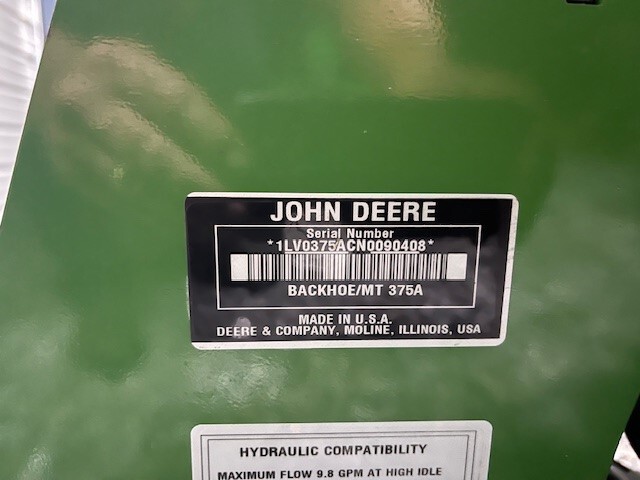 JOHN DEERE
Serial Number
*1LV0375ACN0090408*
BACKHOE/MT 375A
MADE IN U.S.A.
DEERE & COMPANY, MOLINE, ILLINOIS, USA
HYDRAULIC COMPATIBILITY
MAXIMUM FLOW 9.8 GPM AT HIGH IDLE